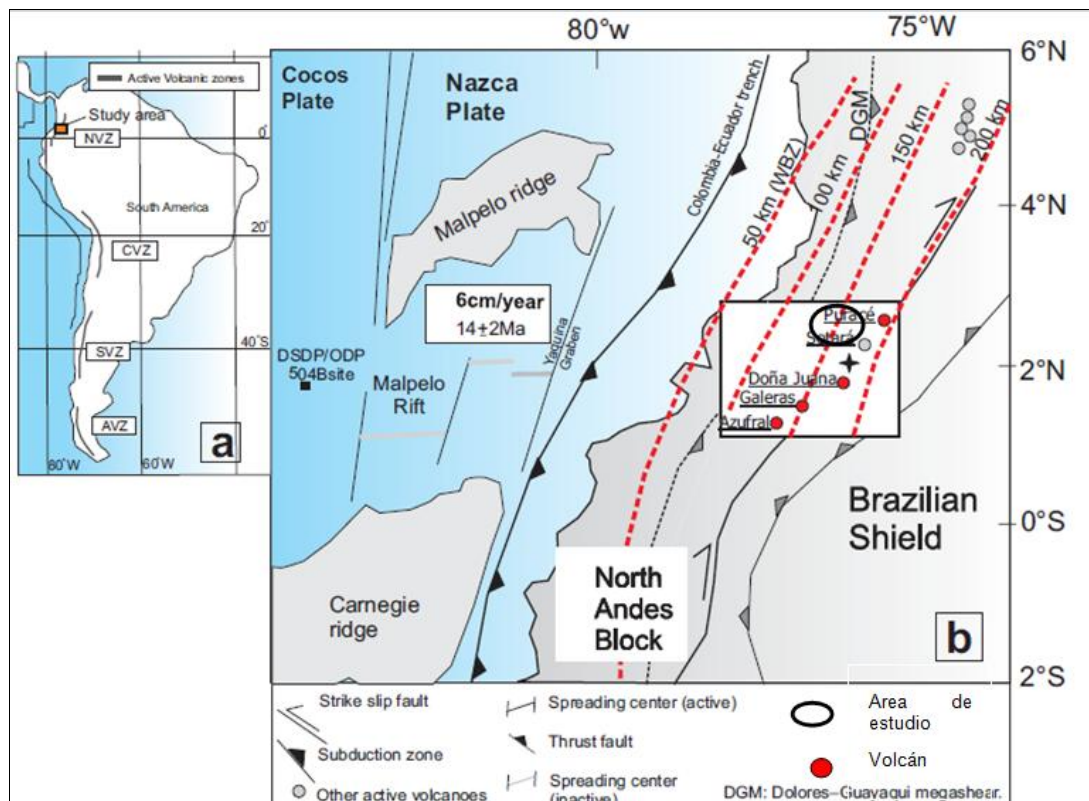 80°w
75°W
Active Volcanic zones
Study area
NVZ
0°
South America
20°
CVZ
SVZ
40°S
AVZ
80°W
60°W
a
Cocos
Plate
Nazca
Plate
Malpelo ridge
Colombia-Ecuador trench
50 km (WBZ)
DGM
100 km
150 km
200 km
6°N
4°N
2°N
0°S
2°S
6cm/year
14±2Ma
Yaquina
Graben
DSDP/ODP
504Bsite
Malpelo
Rift
Puracé
Sotará
Doña Juana
Galeras
Azufral
Brazilian
Shield
North
Andes
Block
Carnegie
ridge
b
Strike slip fault
Subduction zone
Other active volcanoes
Spreading center (active)
Thrust fault
Spreading center
(inactive)
Area de
estudio
Volcán
DGM: Dolores–Guayaqui megashear.